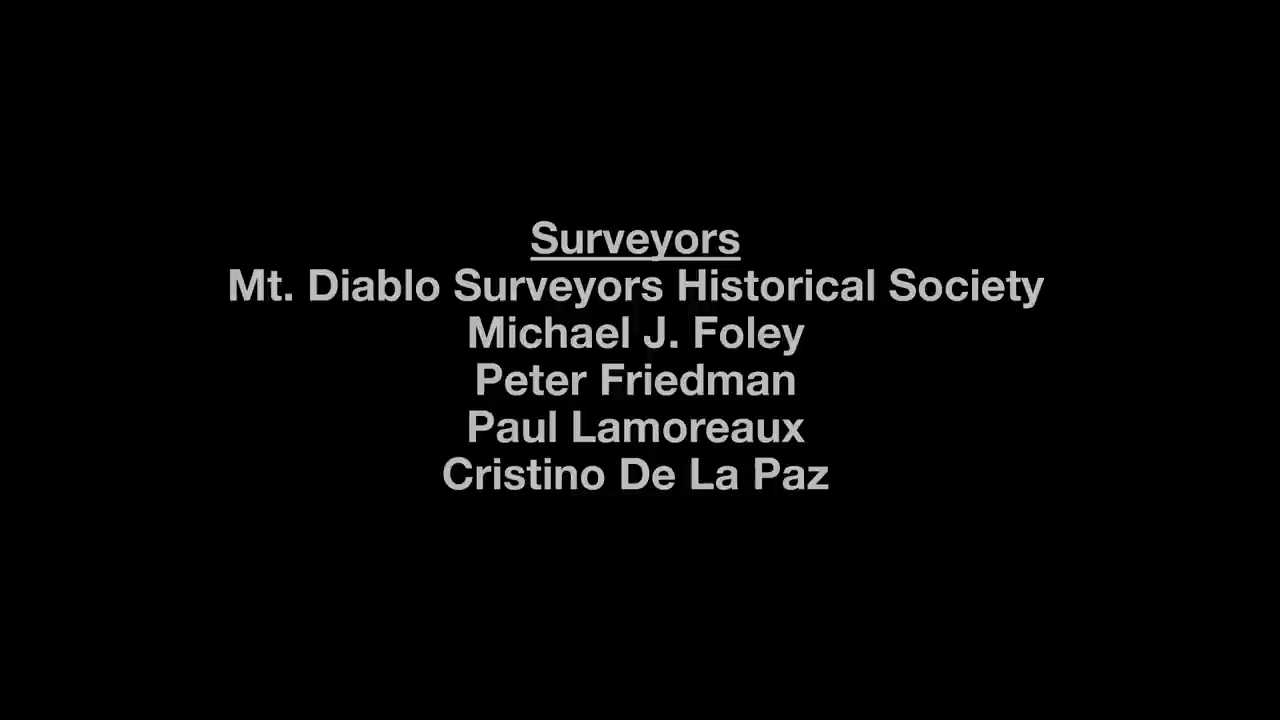 Surveyors
Mt. Diablo Surveyors Historical Society
Michael J. Foley
Peter Friedman
Paul Lamoreaux
Cristino De La Paz